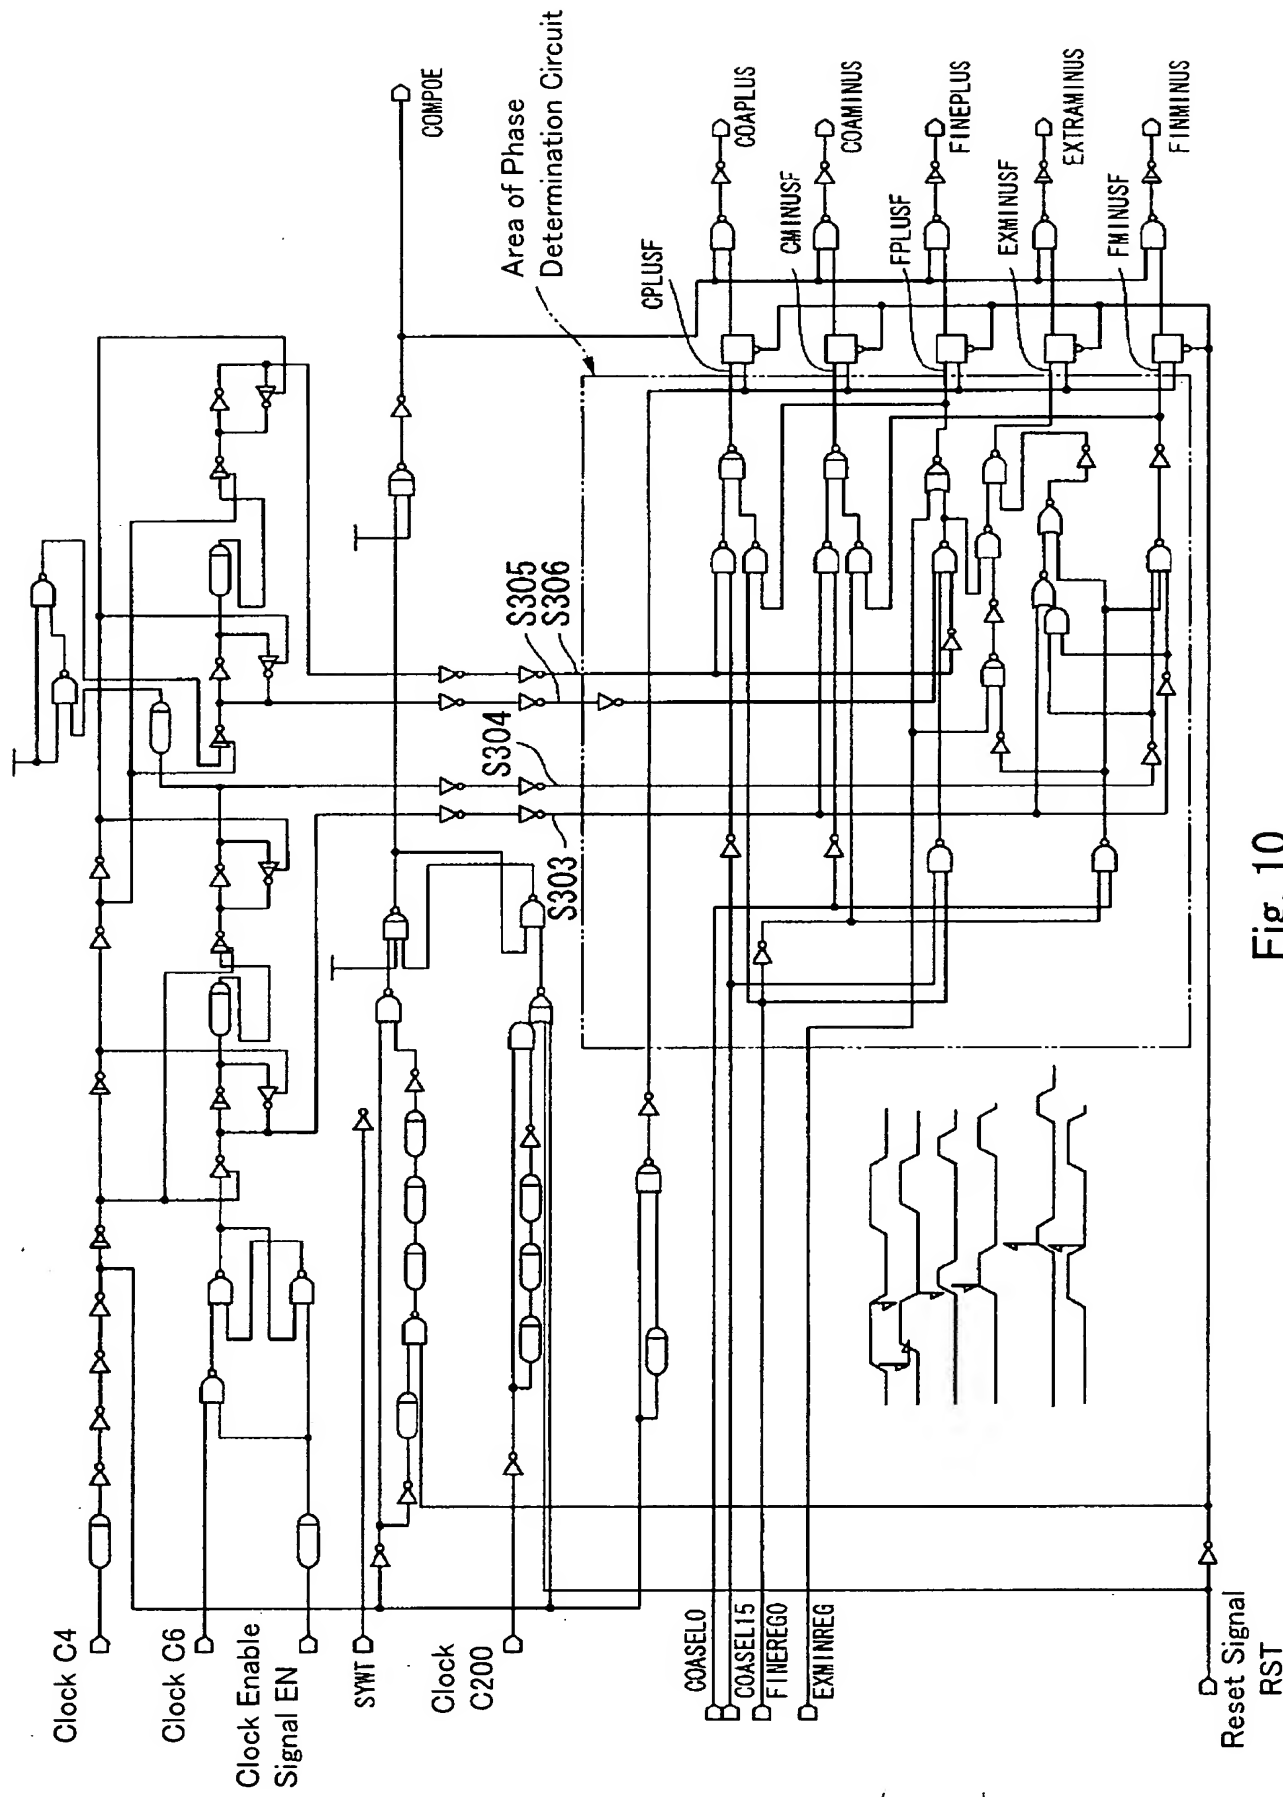 Clock C4
Clock C6
Clock Enable
Signal EN
SYWT
Clock
C200
COASEL0
COASEL15
FINEREG0
EXMINREG
Reset Signal
RST
S303
S304
S305
S306
COMPOE
Area of Phase
Determination Circuit
CPLUSF
CMINUSF
FPLUSF
EXMINUSF
FMINUSF
COAPLUS
COAMINUS
FINEPLUS
EXTRAMINUS
FINMINUS
Fig. 10